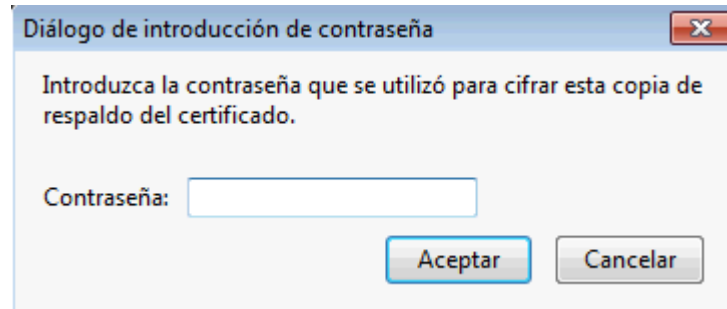 Diálogo de introducción de contraseña
Introduzca la contraseña que se utilizó para cifrar esta copia de
respaldo del certificado.
Contraseña:
Aceptar
Cancelar